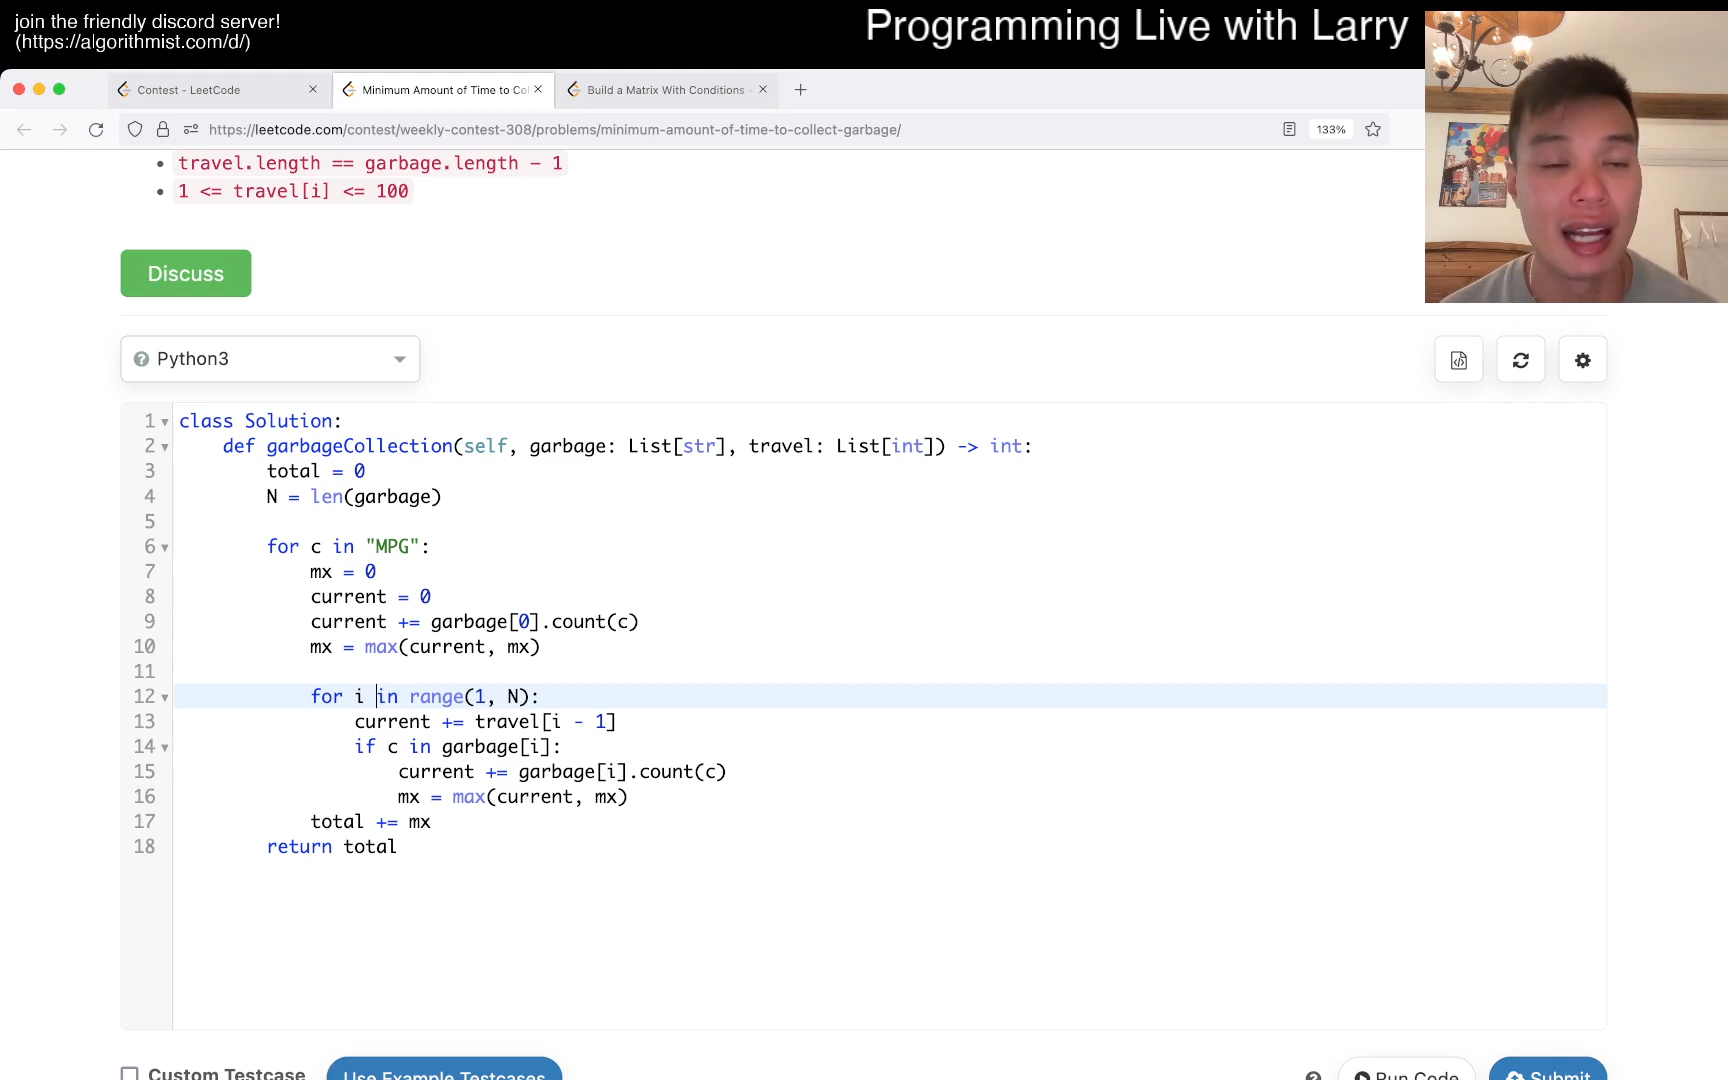 join the friendly discord server!
(https://algorithmist.com/d/)
Programming Live with Larry
Contest - LeetCode
Minimum Amount of Time to Col
Build a Matrix With Conditions -
https://leetcode.com/contest/weekly-contest-308/problems/minimum-amount-of-time-to-collect-garbage/
133%
travel.length == garbage.length - 1
1 <= travel[i] <= 100
Discuss
Python3
1 class Solution:
2     def garbageCollection(self, garbage: List[str], travel: List[int]) -> int:
3         total = 0
4         N = len(garbage)
5
6         for c in "MPG":
7             mx = 0
8             current = 0
9             current += garbage[0].count(c)
10             mx = max(current, mx)
11
12             for i in range(1, N):
13                 current += travel[i - 1]
14                 if c in garbage[i]:
15                     current += garbage[i].count(c)
16                     mx = max(current, mx)
17             total += mx
18         return total
Custom Testcase
Use Example Testcases
Run Code
Submit